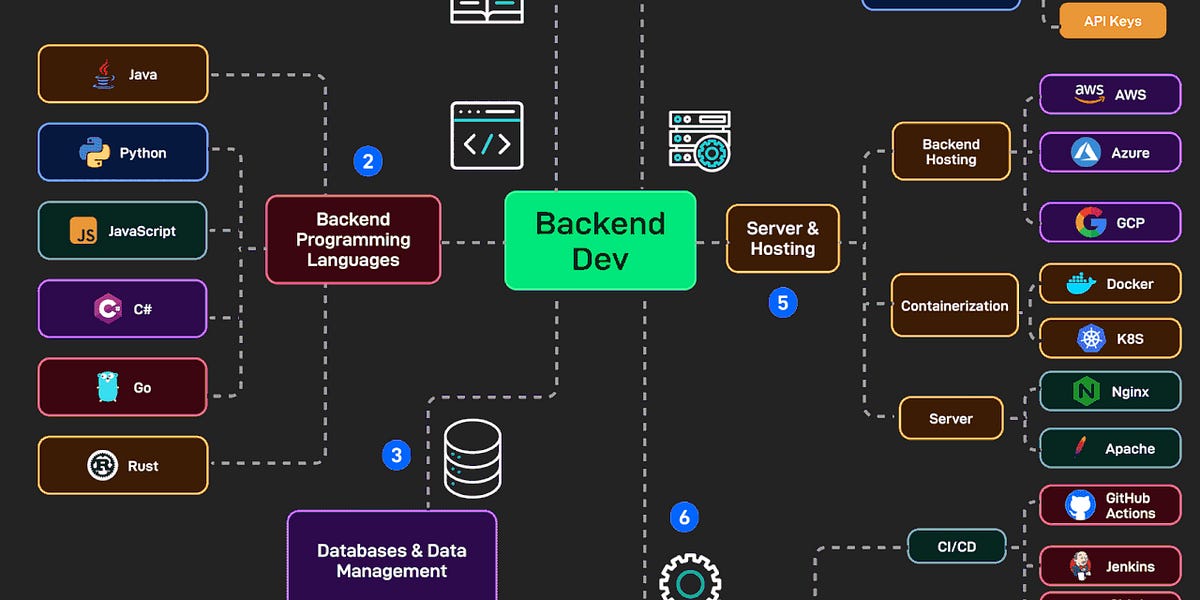 API Keys
Java
Python
JavaScript
JS
C#
Go
Rust
2
Backend
Programming
Languages
</>
Backend
Dev
3
Databases & Data
Management
Server &
Hosting
5
6
Backend
Hosting
aws AWS
Azure
GCP
Containerization
Docker
K8S
Server
Nginx
Apache
CI/CD
GitHub
Actions
Jenkins